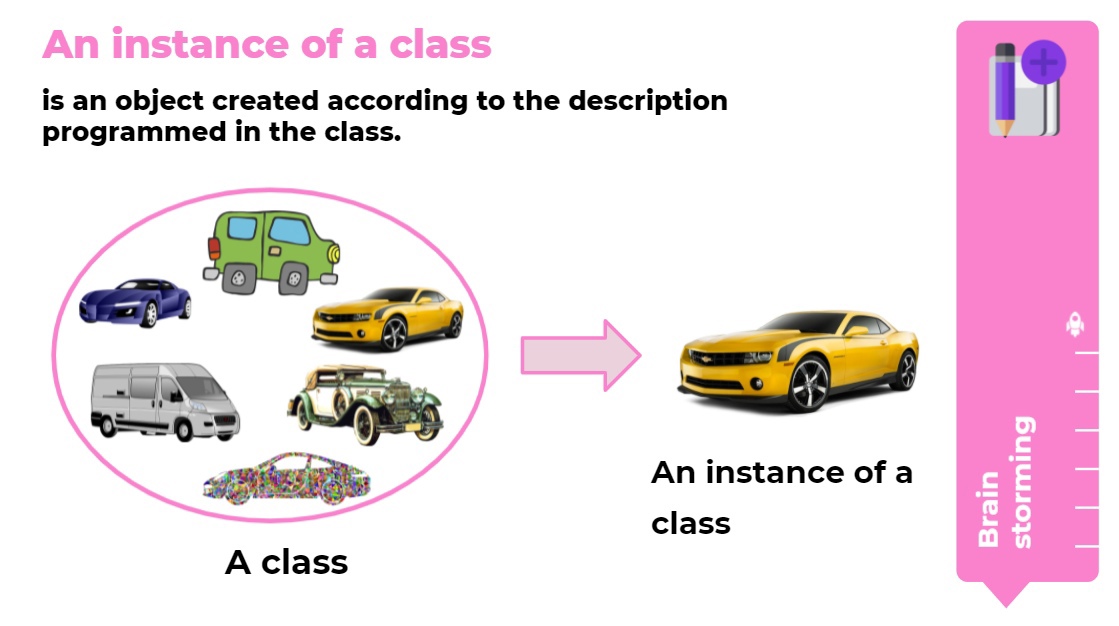 An instance of a class
is an object created according to the description
programmed in the class.
A class
An instance of a
class
Brain
storming